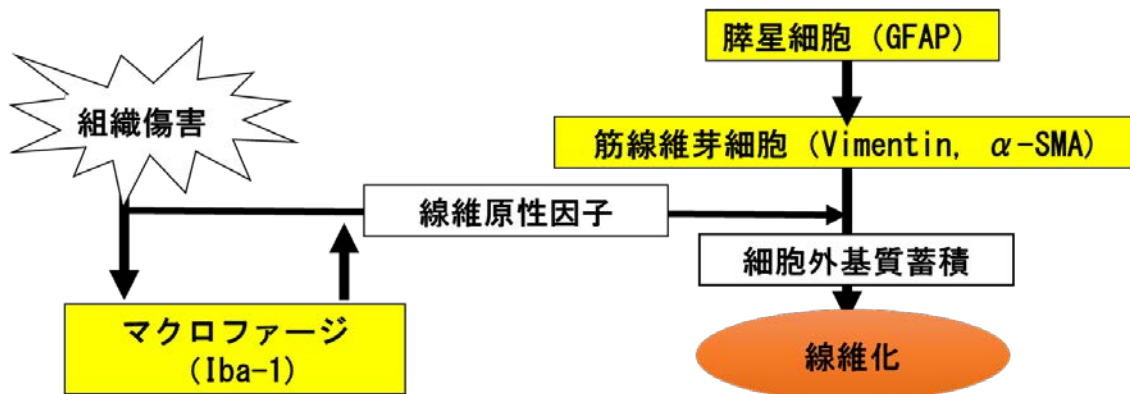 膵星細胞 (GFAP)
組織傷害
筋線維芽細胞 (Vimentin, α-SMA)
線維原性因子
細胞外基質蓄積
マクロファージ
(Iba-1)
線維化